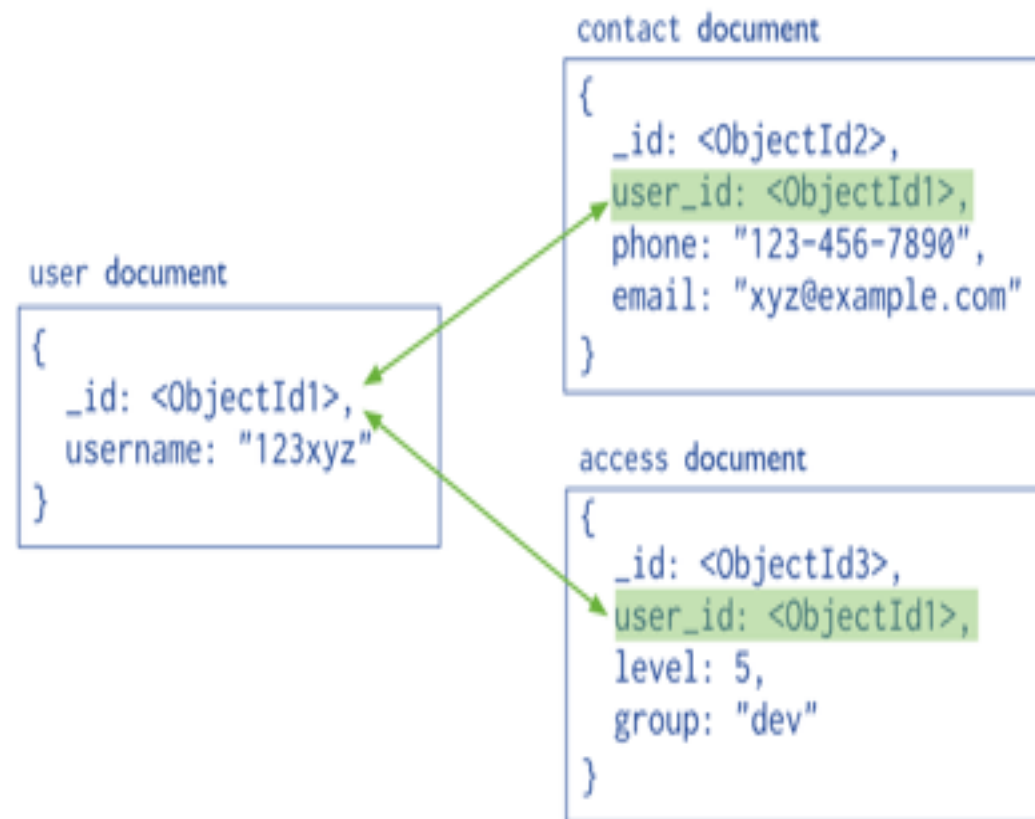 user document
{
_id: <ObjectId1>,
username: "123xyz"
}
contact document
{
_id: <ObjectId2>,
user_id: <ObjectId1>,
phone: "123-456-7890",
email: "xyz@example.com"
}
access document
{
_id: <ObjectId3>,
user_id: <ObjectId1>,
level: 5,
group: "dev"
}